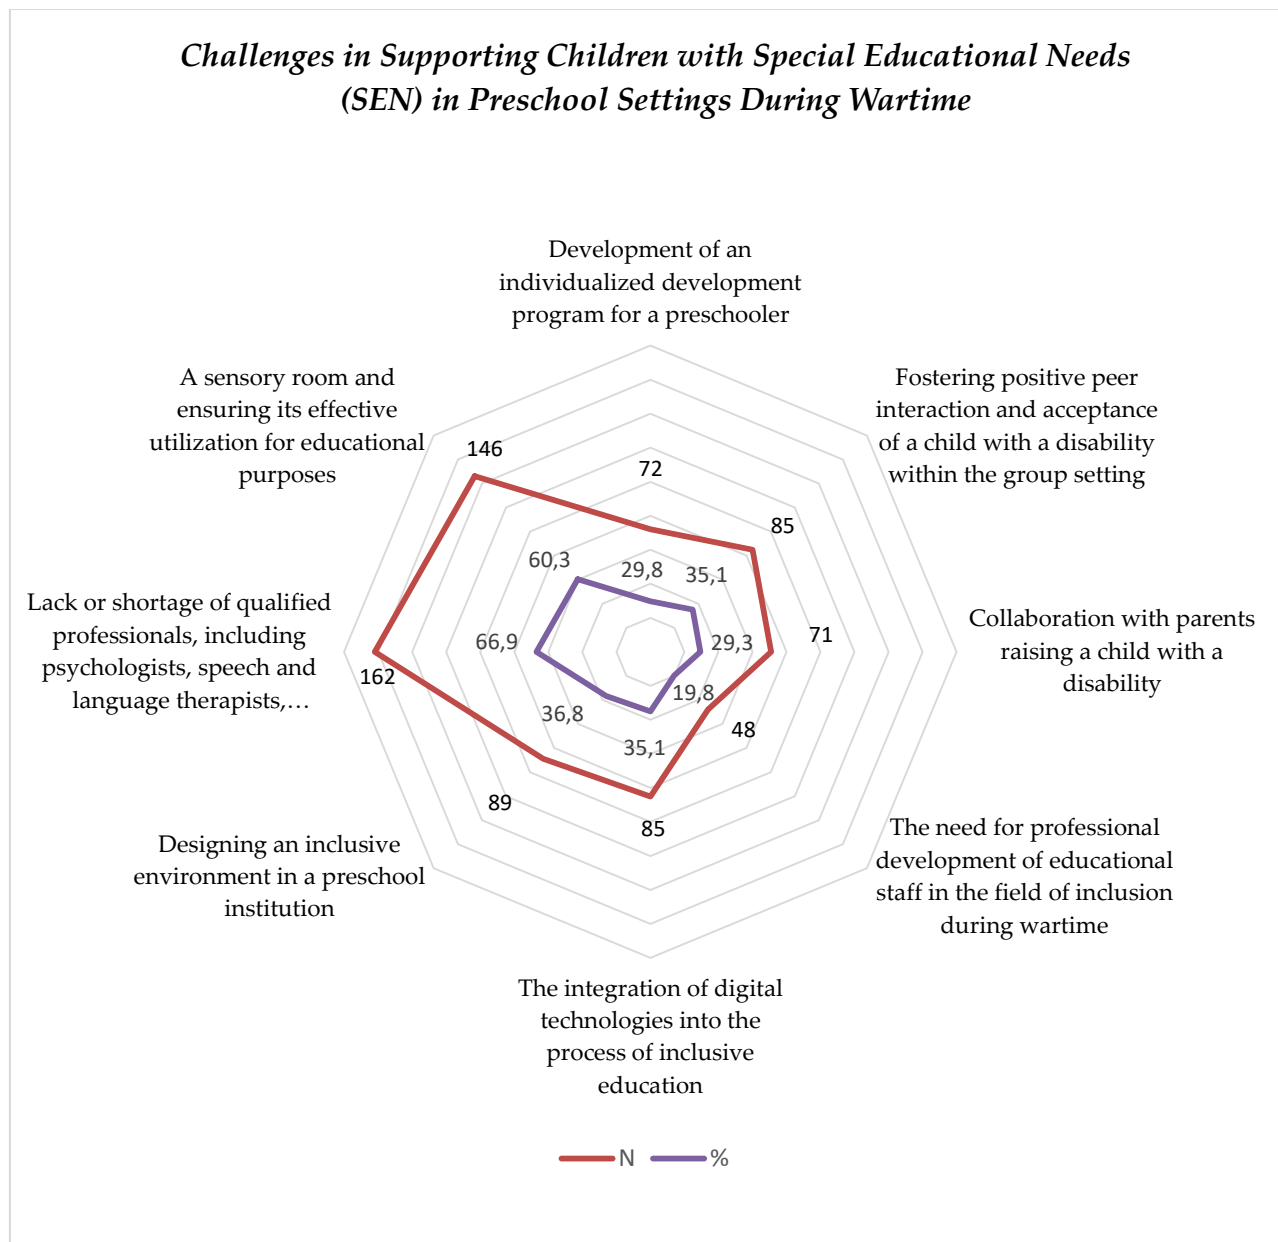 Challenges in Supporting Children with Special Educational Needs
(SEN) in Preschool Settings During Wartime
Development of an
individualized development
program for a preschooler
A sensory room and
ensuring its effective
utilization for educational
purposes
Fostering positive peer
interaction and acceptance
of a child with a disability
within the group setting
146
72
85
60,3
29,8
35,1
Lack or shortage of qualified
professionals, including
psychologists, speech and
language therapists,…
Collaboration with parents
raising a child with a
disability
66,9
29,3
71
162
19,8
36,8
48
35,1
89
85
Designing an inclusive
environment in a preschool
institution
The need for professional
development of educational
staff in the field of inclusion
during wartime
The integration of digital
technologies into the
process of inclusive
education
N
%